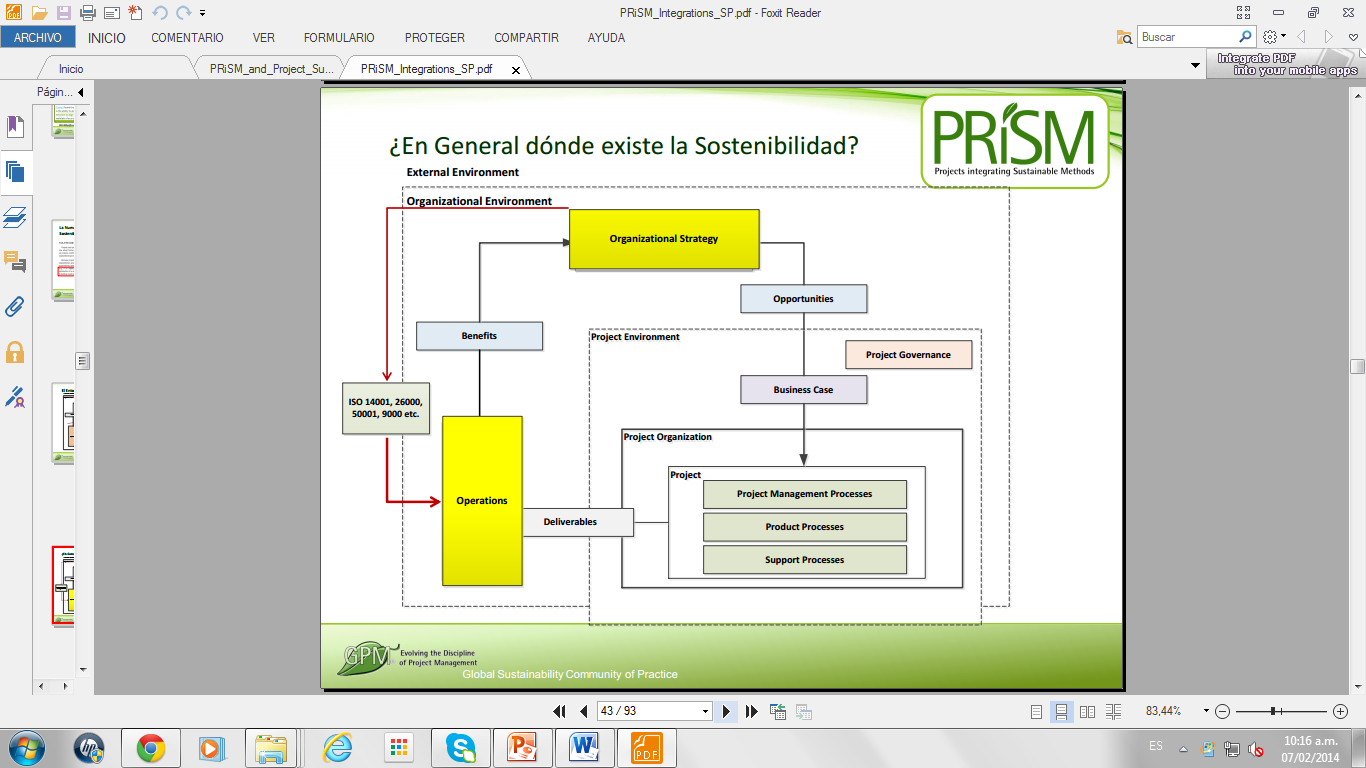 PRiSM_Integrations_SP.pdf - Foxit Reader
ARCHIVO INICIO COMENTARIO VER FORMULARIO PROTEGER COMPARTIR AYUDA
Buscar
Inicio PRiSM_and_Project_Su... PRiSM_Integrations_SP.pdf
Integrate PDF
into your mobile apps
Págin...
¿En General dónde existe la Sostenibilidad?
PRiSM
Projects integrating Sustainable Methods
External Environment
Organizational Environment
Organizational Strategy
Opportunities
Benefits
Project Environment
Project Governance
Business Case
ISO 14001, 26000,
50001, 9000 etc.
Project Organization
Project
Project Management Processes
Operations
Deliverables
Product Processes
Support Processes
GPM
Evolving the Discipline
of Project Management
Global Sustainability Community of Practice
43 / 93
83,44%
ES
10:16 a.m.
07/02/2014